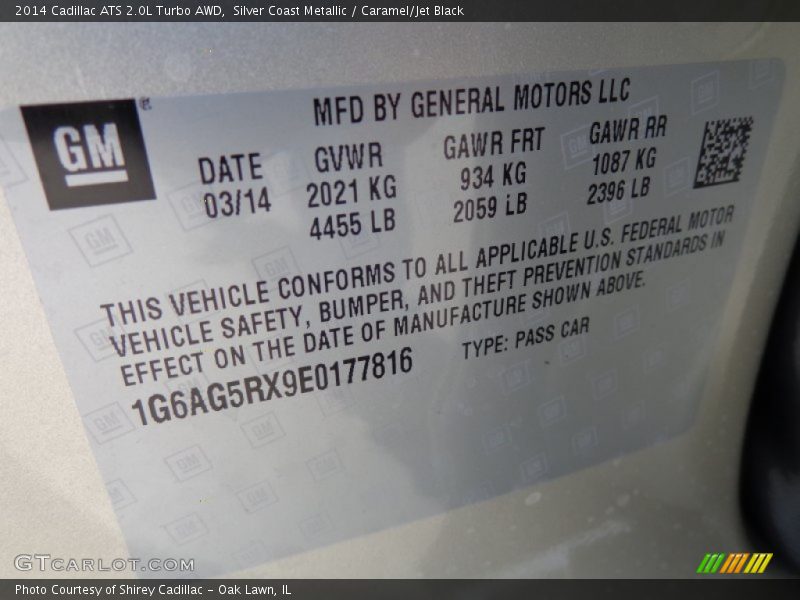 2014 Cadillac ATS 2.0L Turbo AWD,  Silver Coast Metallic / Caramel/Jet Black
GM
®
MFD BY GENERAL MOTORS LLC
DATE GVWR GAWR FRT GAWR RR
03/14 2021 KG 934 KG 1087 KG
4455 LB 2059 LB 2396 LB
THIS VEHICLE CONFORMS TO ALL APPLICABLE U.S. FEDERAL MOTOR
VEHICLE SAFETY, BUMPER, AND THEFT PREVENTION STANDARDS IN
EFFECT ON THE DATE OF MANUFACTURE SHOWN ABOVE.
1G6AG5RX9E0177816 TYPE: PASS CAR
GTCarlot.com
Photo Courtesy of Shirey Cadillac - Oak Lawn, IL